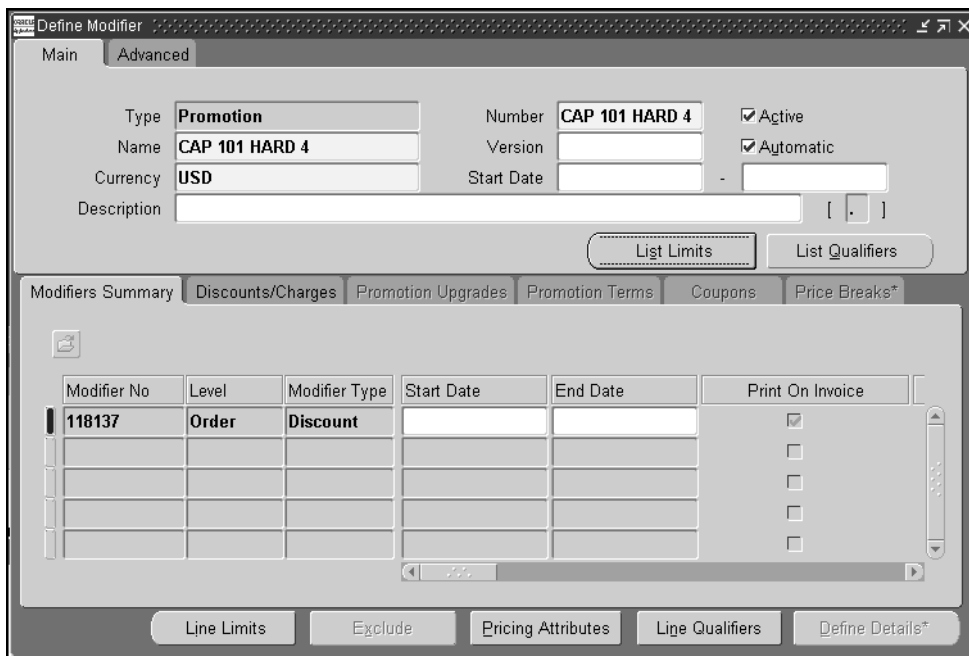 Define Modifier
Main Advanced
Type Promotion Number CAP 101 HARD 4 Active
Name CAP 101 HARD 4 Version Automatic
Currency USD Start Date -
Description [ . ]
List Limits List Qualifiers
Modifiers Summary Discounts/Charges Promotion Upgrades Promotion Terms Coupons Price Breaks*
Modifier No Level Modifier Type Start Date End Date Print On Invoice
118137 Order Discount
Line Limits Exclude Pricing Attributes Line Qualifiers Define Details*